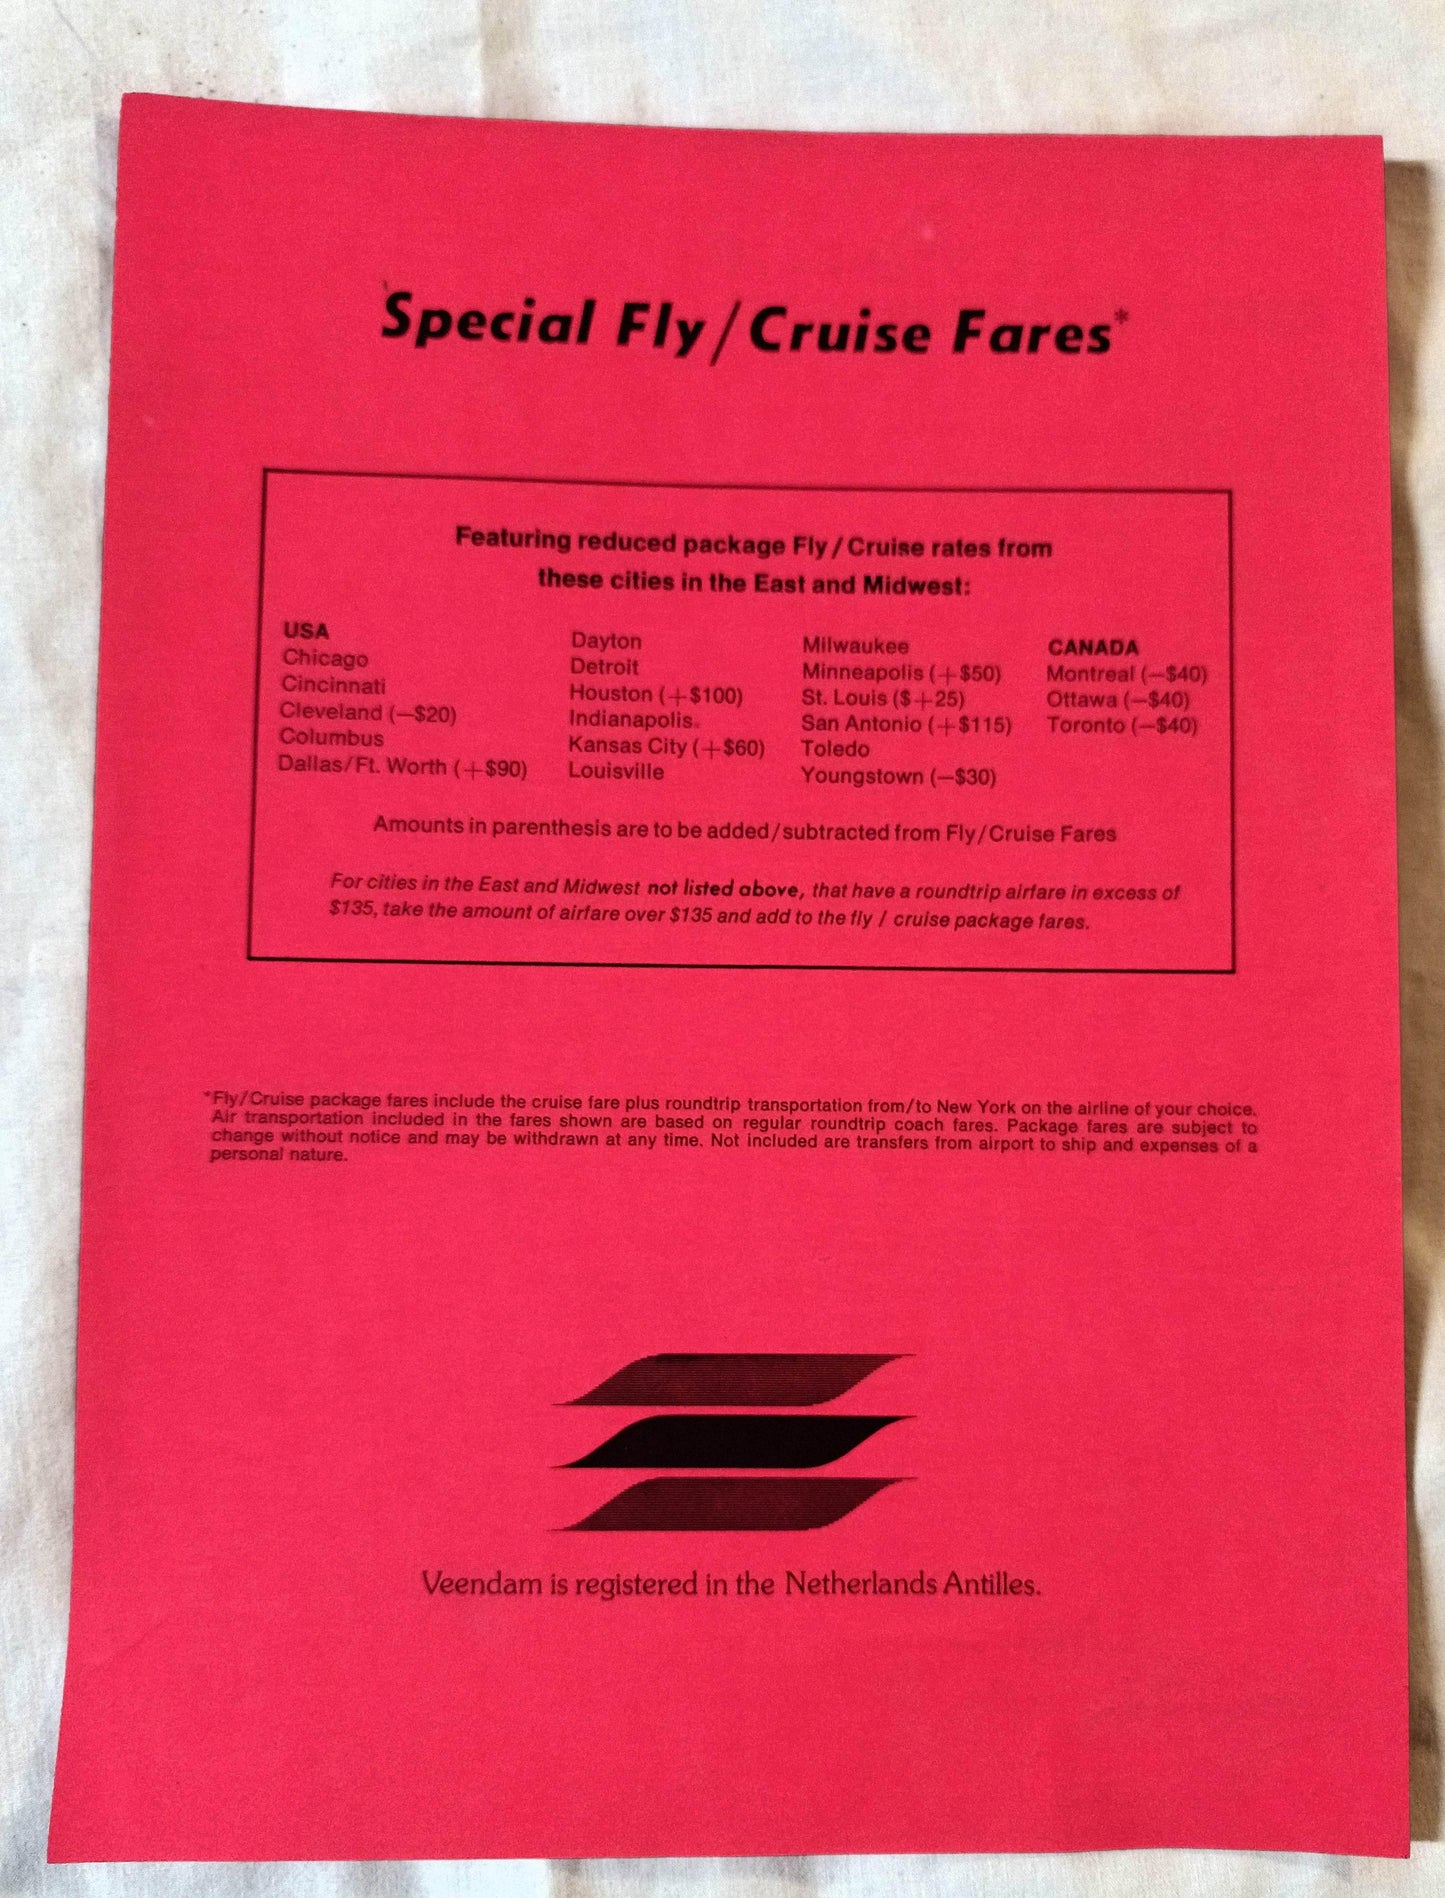 Special Fly/Cruise Fares*
Featuring reduced package Fly/Cruise rates from
these cities in the East and Midwest:
USA
Chicago
Cincinnati
Cleveland (—$20)
Columbus
Dallas/Ft. Worth (+$90)
Dayton
Detroit
Houston (+$100)
Indianapolis
Kansas City (+$60)
Louisville
Milwaukee
Minneapolis (+$50)
St. Louis ($+25)
San Antonio (+$115)
Toledo
Youngstown (—$30)
CANADA
Montreal (—$40)
Ottawa (—$40)
Toronto (—$40)
Amounts in parenthesis are to be added/subtracted from Fly/Cruise Fares
For cities in the East and Midwest not listed above, that have a roundtrip airfare in excess of
$135, take the amount of airfare over $135 and add to the fly / cruise package fares.
*Fly/Cruise package fares include the cruise fare plus roundtrip transportation from/to New York on the airline of your choice.
Air transportation included in the fares shown are based on regular roundtrip coach fares. Package fares are subject to
change without notice and may be withdrawn at any time. Not included are transfers from airport to ship and expenses of a
personal nature.
Veendam is registered in the Netherlands Antilles.